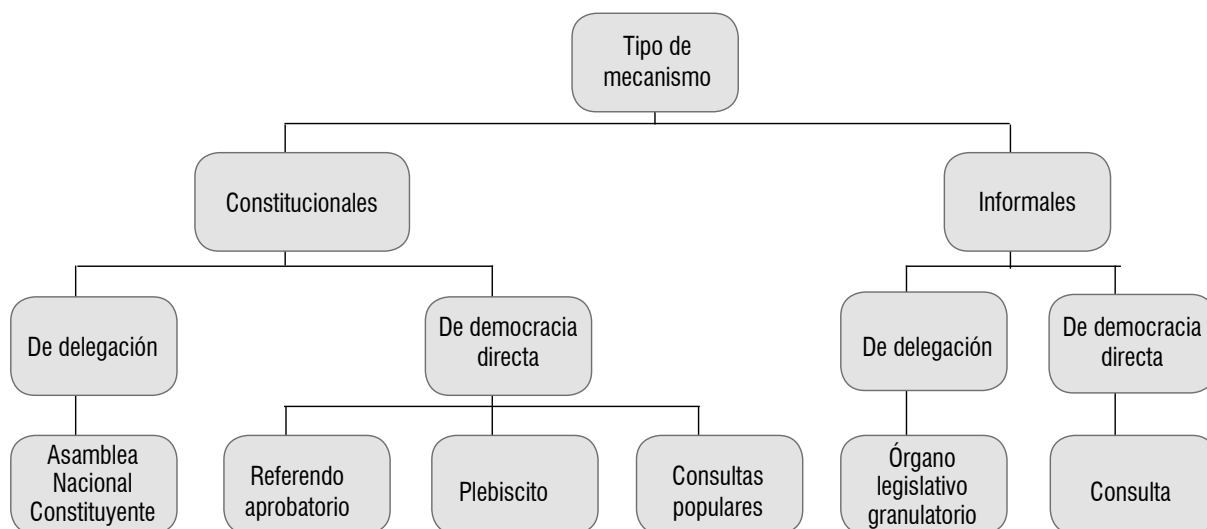 Tipo de
mecanismo
Constitucionales
Informales
De delegación
De democracia
directa
De delegación
De democracia
directa
Asamblea
Nacional
Constituyente
Referendo
aprobatorio
Plebiscito
Consultas
populares
Órgano
legislativo
granulatorio
Consulta